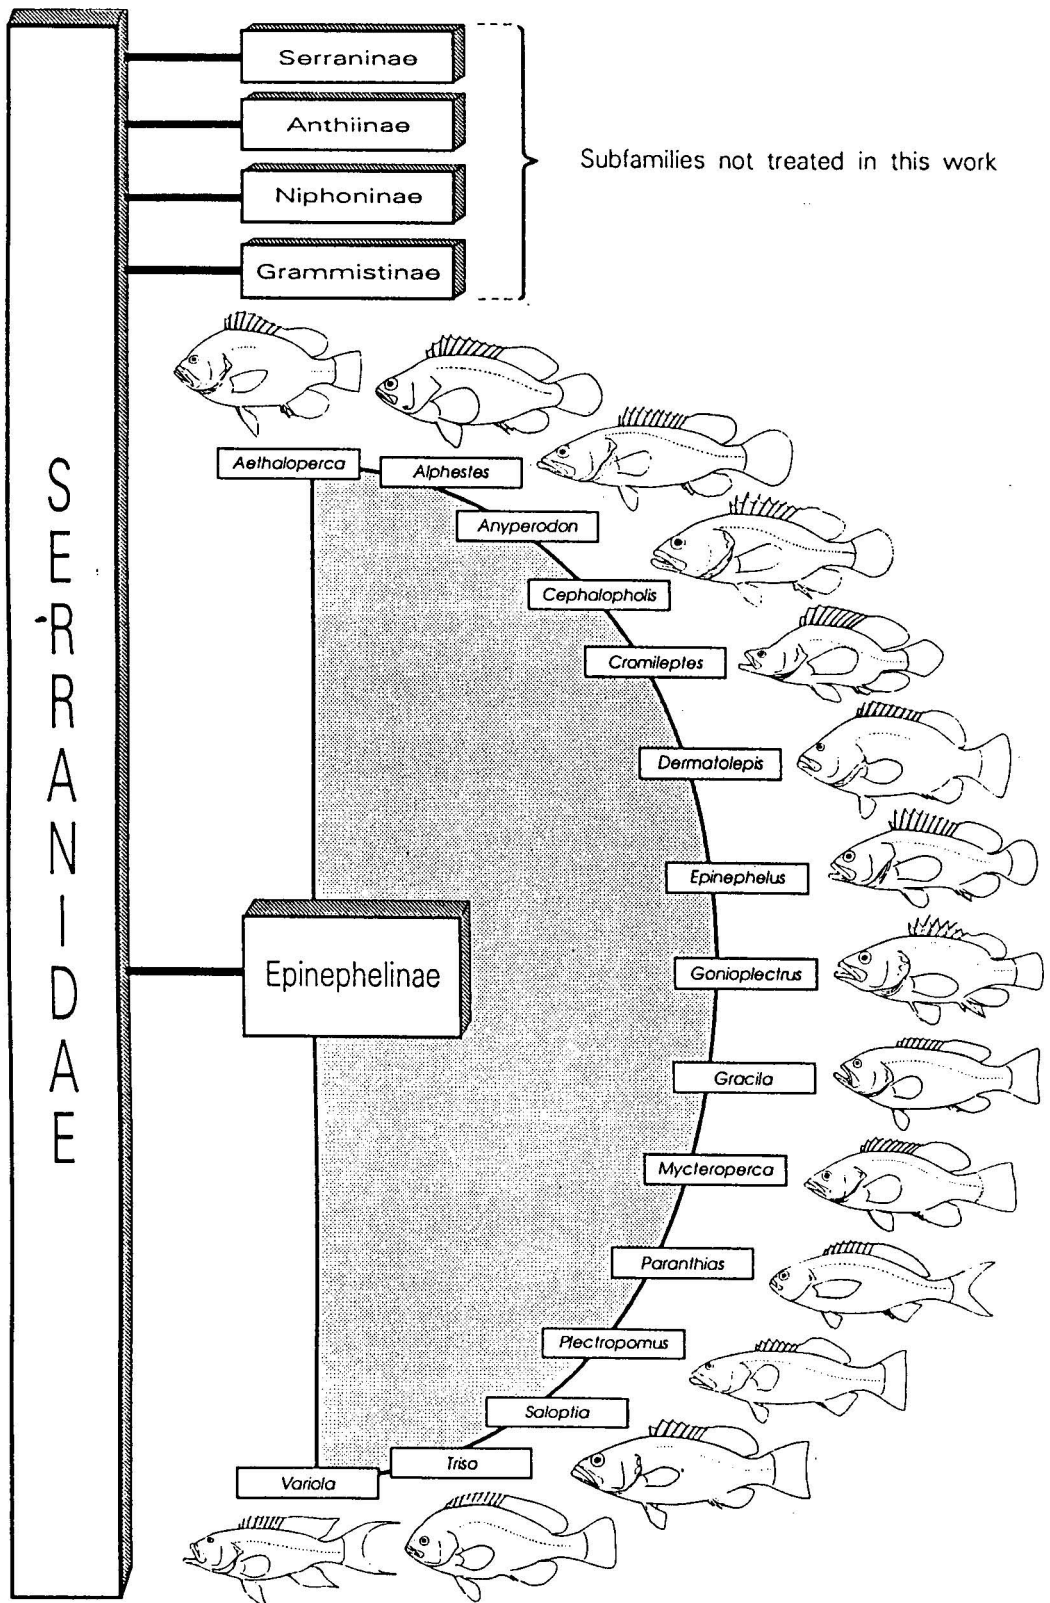 Serraninae
Anthiinae
Niphoninae
Grammistinae
Subfamilies not treated in this work
SERRANIDAE
Aethaloperca
Alphestes
Anyperodon
Cephalopholis
Cromileptes
Dermatolepis
Epinephelus
Epinephelinae
Gonioplectrus
Gracila
Mycteroperca
Paranthias
Plectropomus
Saloptia
Triso
Variola